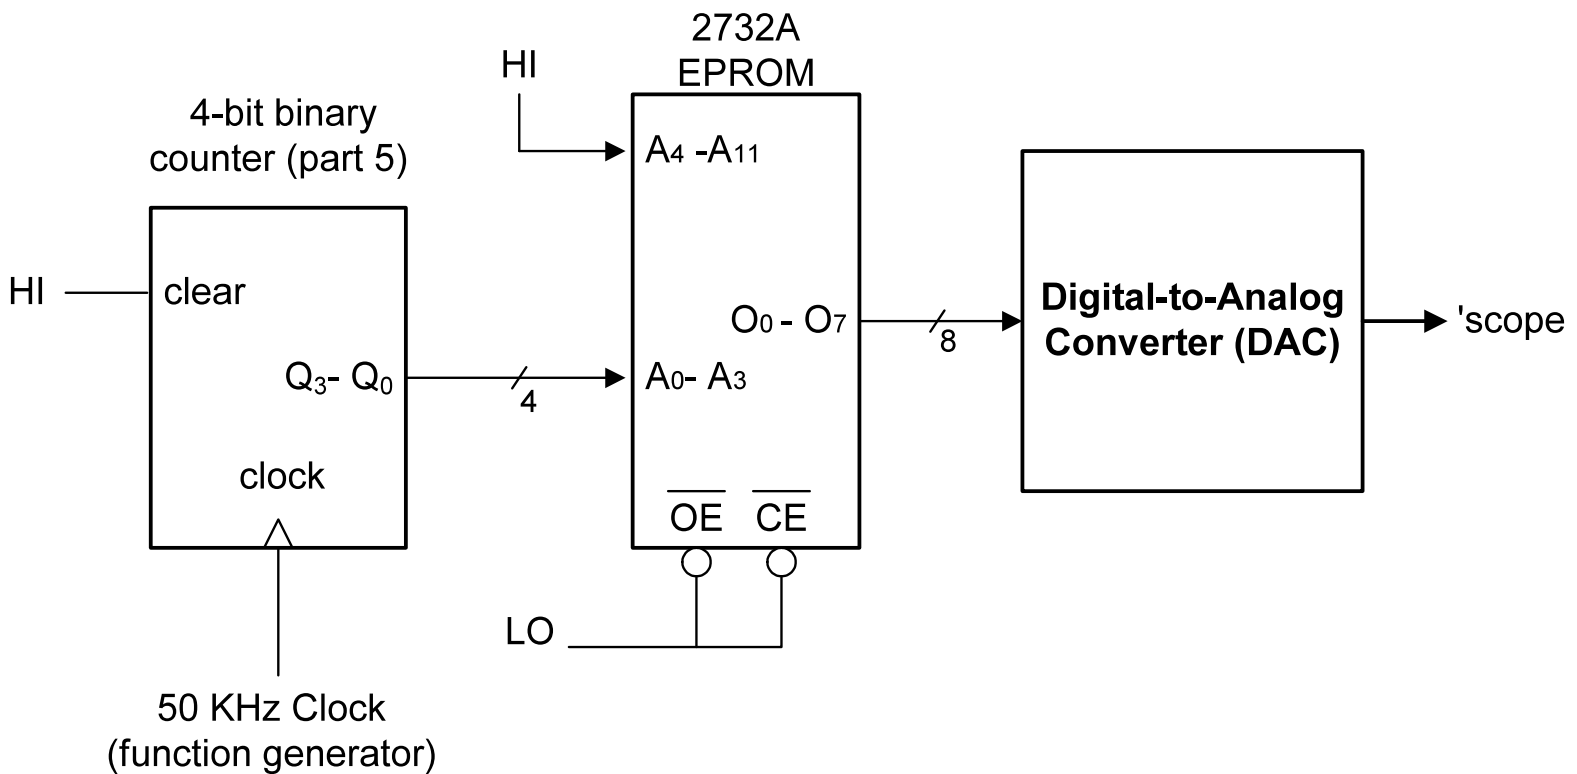 2732A
EPROM
HI
4-bit binary
counter (part 5)
A4 -A11
HI
clear
O0 - O7
8
Digital-to-Analog
Converter (DAC)
'scope
Q3- Q0
4
A0- A3
clock
OE
CE
LO
50 KHz Clock
(function generator)